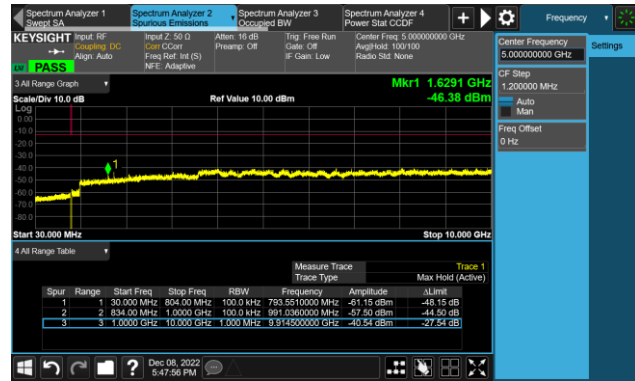 Spectrum Analyzer 1
Swept SA
Spectrum Analyzer 2
Spurious Emissions
Spectrum Analyzer 3
Occupied BW
Spectrum Analyzer 4
Power Stat CCDF
+
Frequency
KEYSIGHT
Input: RF
Coupling: DC
Align: Auto
Input Z: 50 Ω
Corr CCorr
Freq Ref: Int (S)
NFE: Adaptive
Atten: 16 dB
Preamp: Off
Trig: Free Run
Gate: Off
IF Gain: Low
Center Freq: 5.000000000 GHz
Avg|Hold: 100/100
Radio Std: None
LXI PASS
Center Frequency
5.000000000 GHz
Settings
CF Step
1.200000 MHz
Auto
Man
Freq Offset
0 Hz
3 All Range Graph
Mkr1 1.6291 GHz
Scale/Div 10.0 dB
Ref Value 10.00 dBm
-46.38 dBm
Log
0.00
-10.0
-20.0
-30.0
-40.0
-50.0
-60.0
-70.0
-80.0
1
Start 30.000 MHz
Stop 10.000 GHz
4 All Range Table
Measure Trace Trace 1
Trace Type Max Hold (Active)
Spur Range Start Freq Stop Freq RBW Frequency Amplitude ΔLimit
1 1 30.000 MHz 804.00 MHz 100.0 kHz 793.5510000 MHz -61.15 dBm -48.15 dB
2 2 834.00 MHz 1.0000 GHz 100.0 kHz 991.0360000 MHz -57.50 dBm -44.50 dB
3 3 1.0000 GHz 10.000 GHz 1.000 MHz 9.914500000 GHz -40.54 dBm -27.54 dB
?
Dec 08, 2022
5:47:56 PM